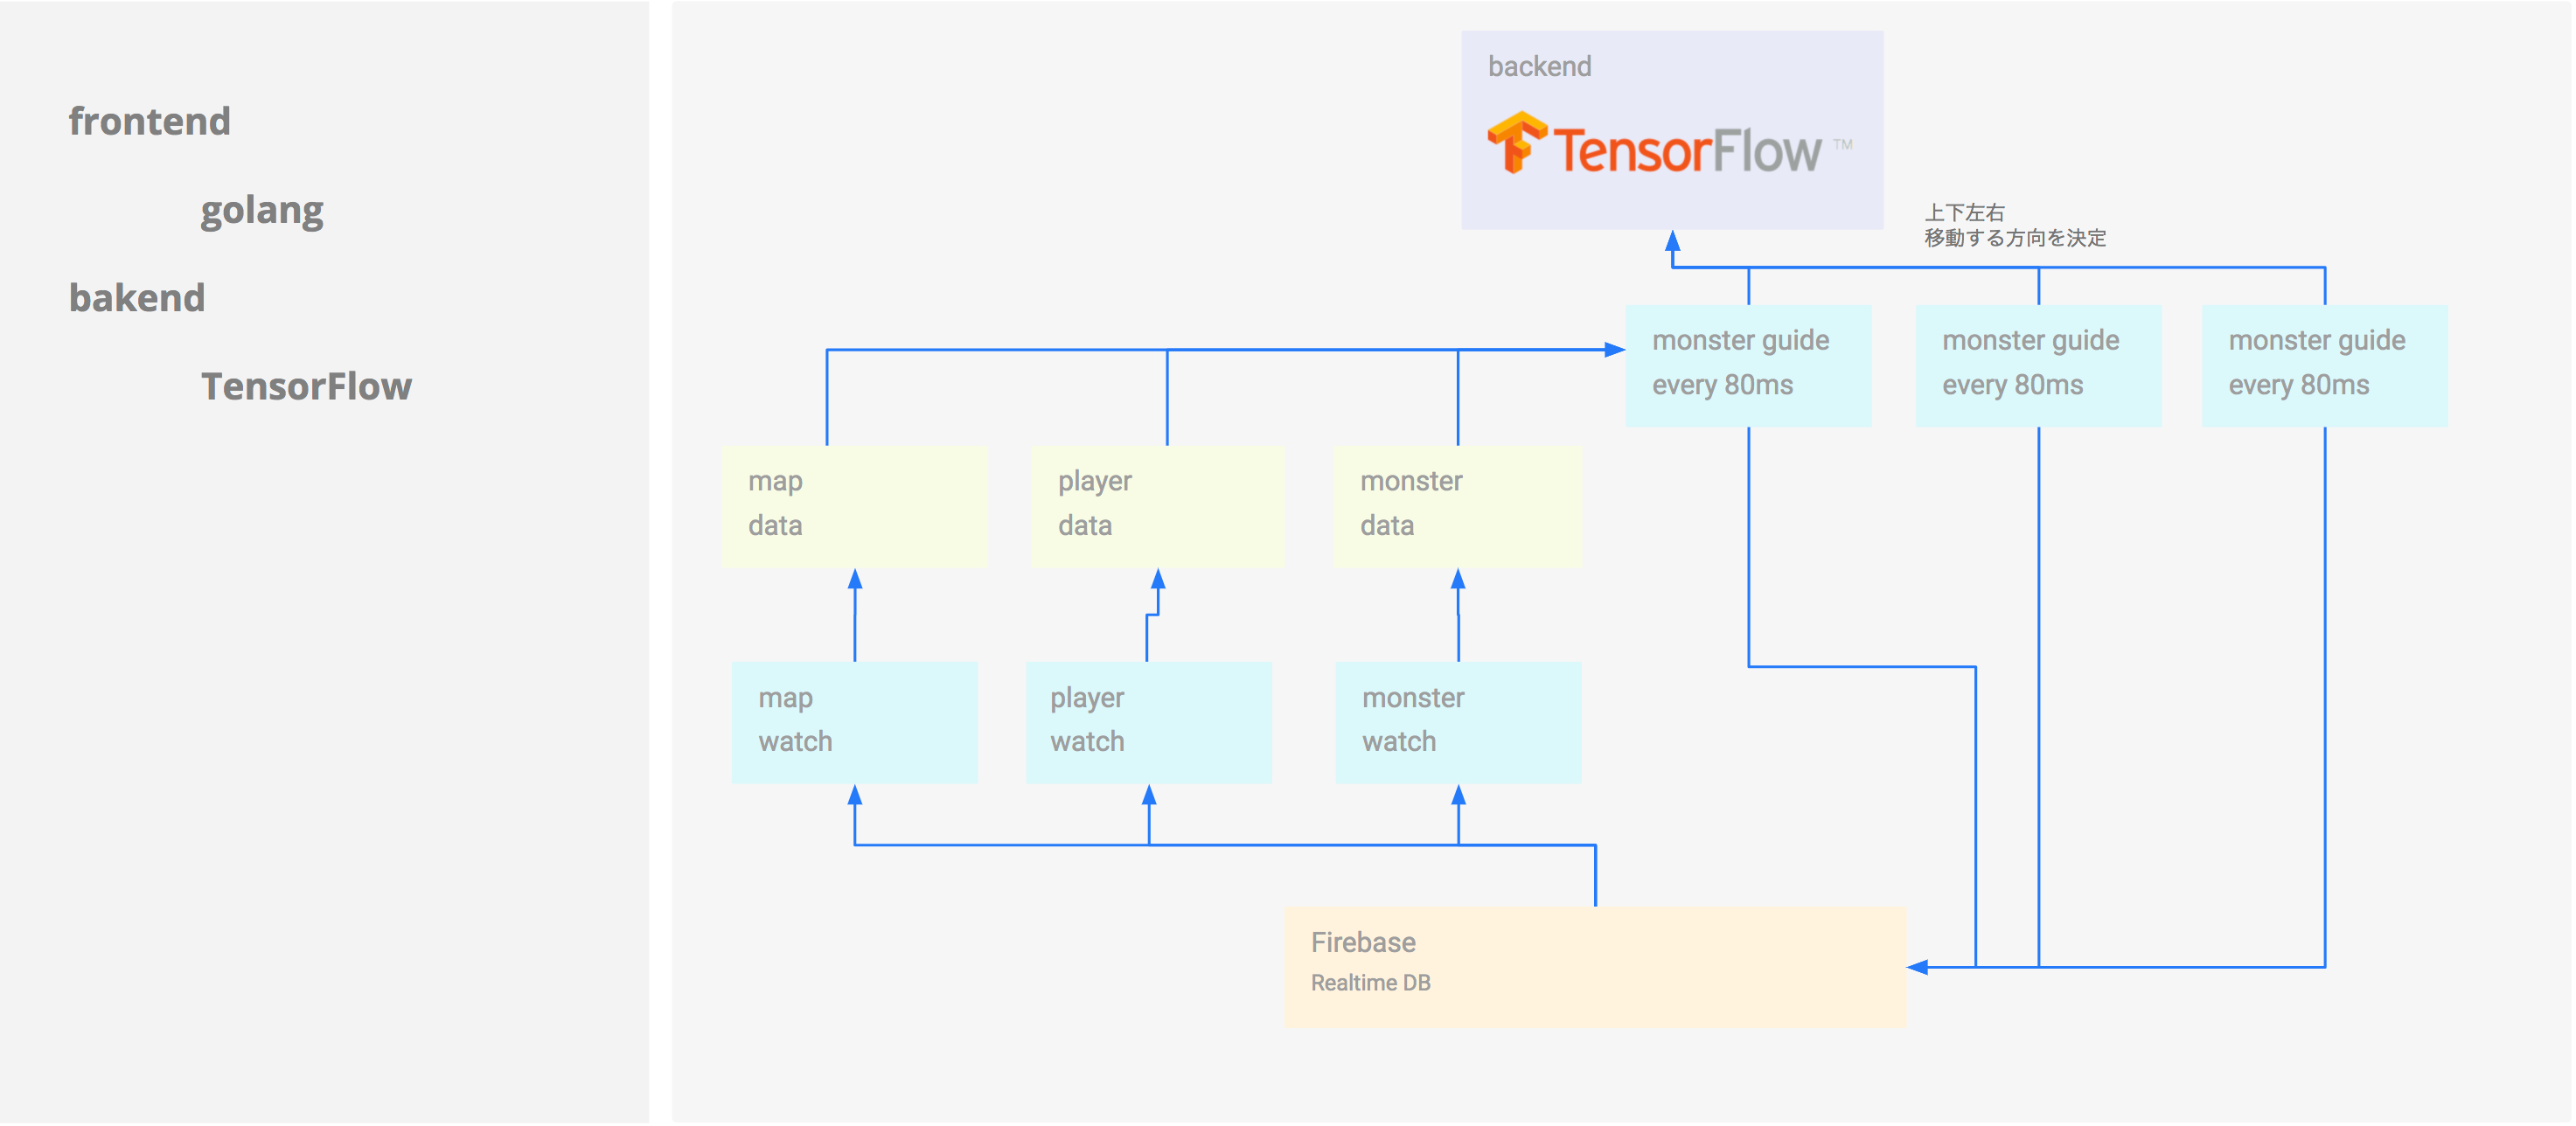 frontend
golang
bakend
TensorFlow
backend
TensorFlow TM
上下左右
移動する方向を決定
monster guide
every 80ms
monster guide
every 80ms
monster guide
every 80ms
map
data
player
data
monster
data
map
watch
player
watch
monster
watch
Firebase
Realtime DB